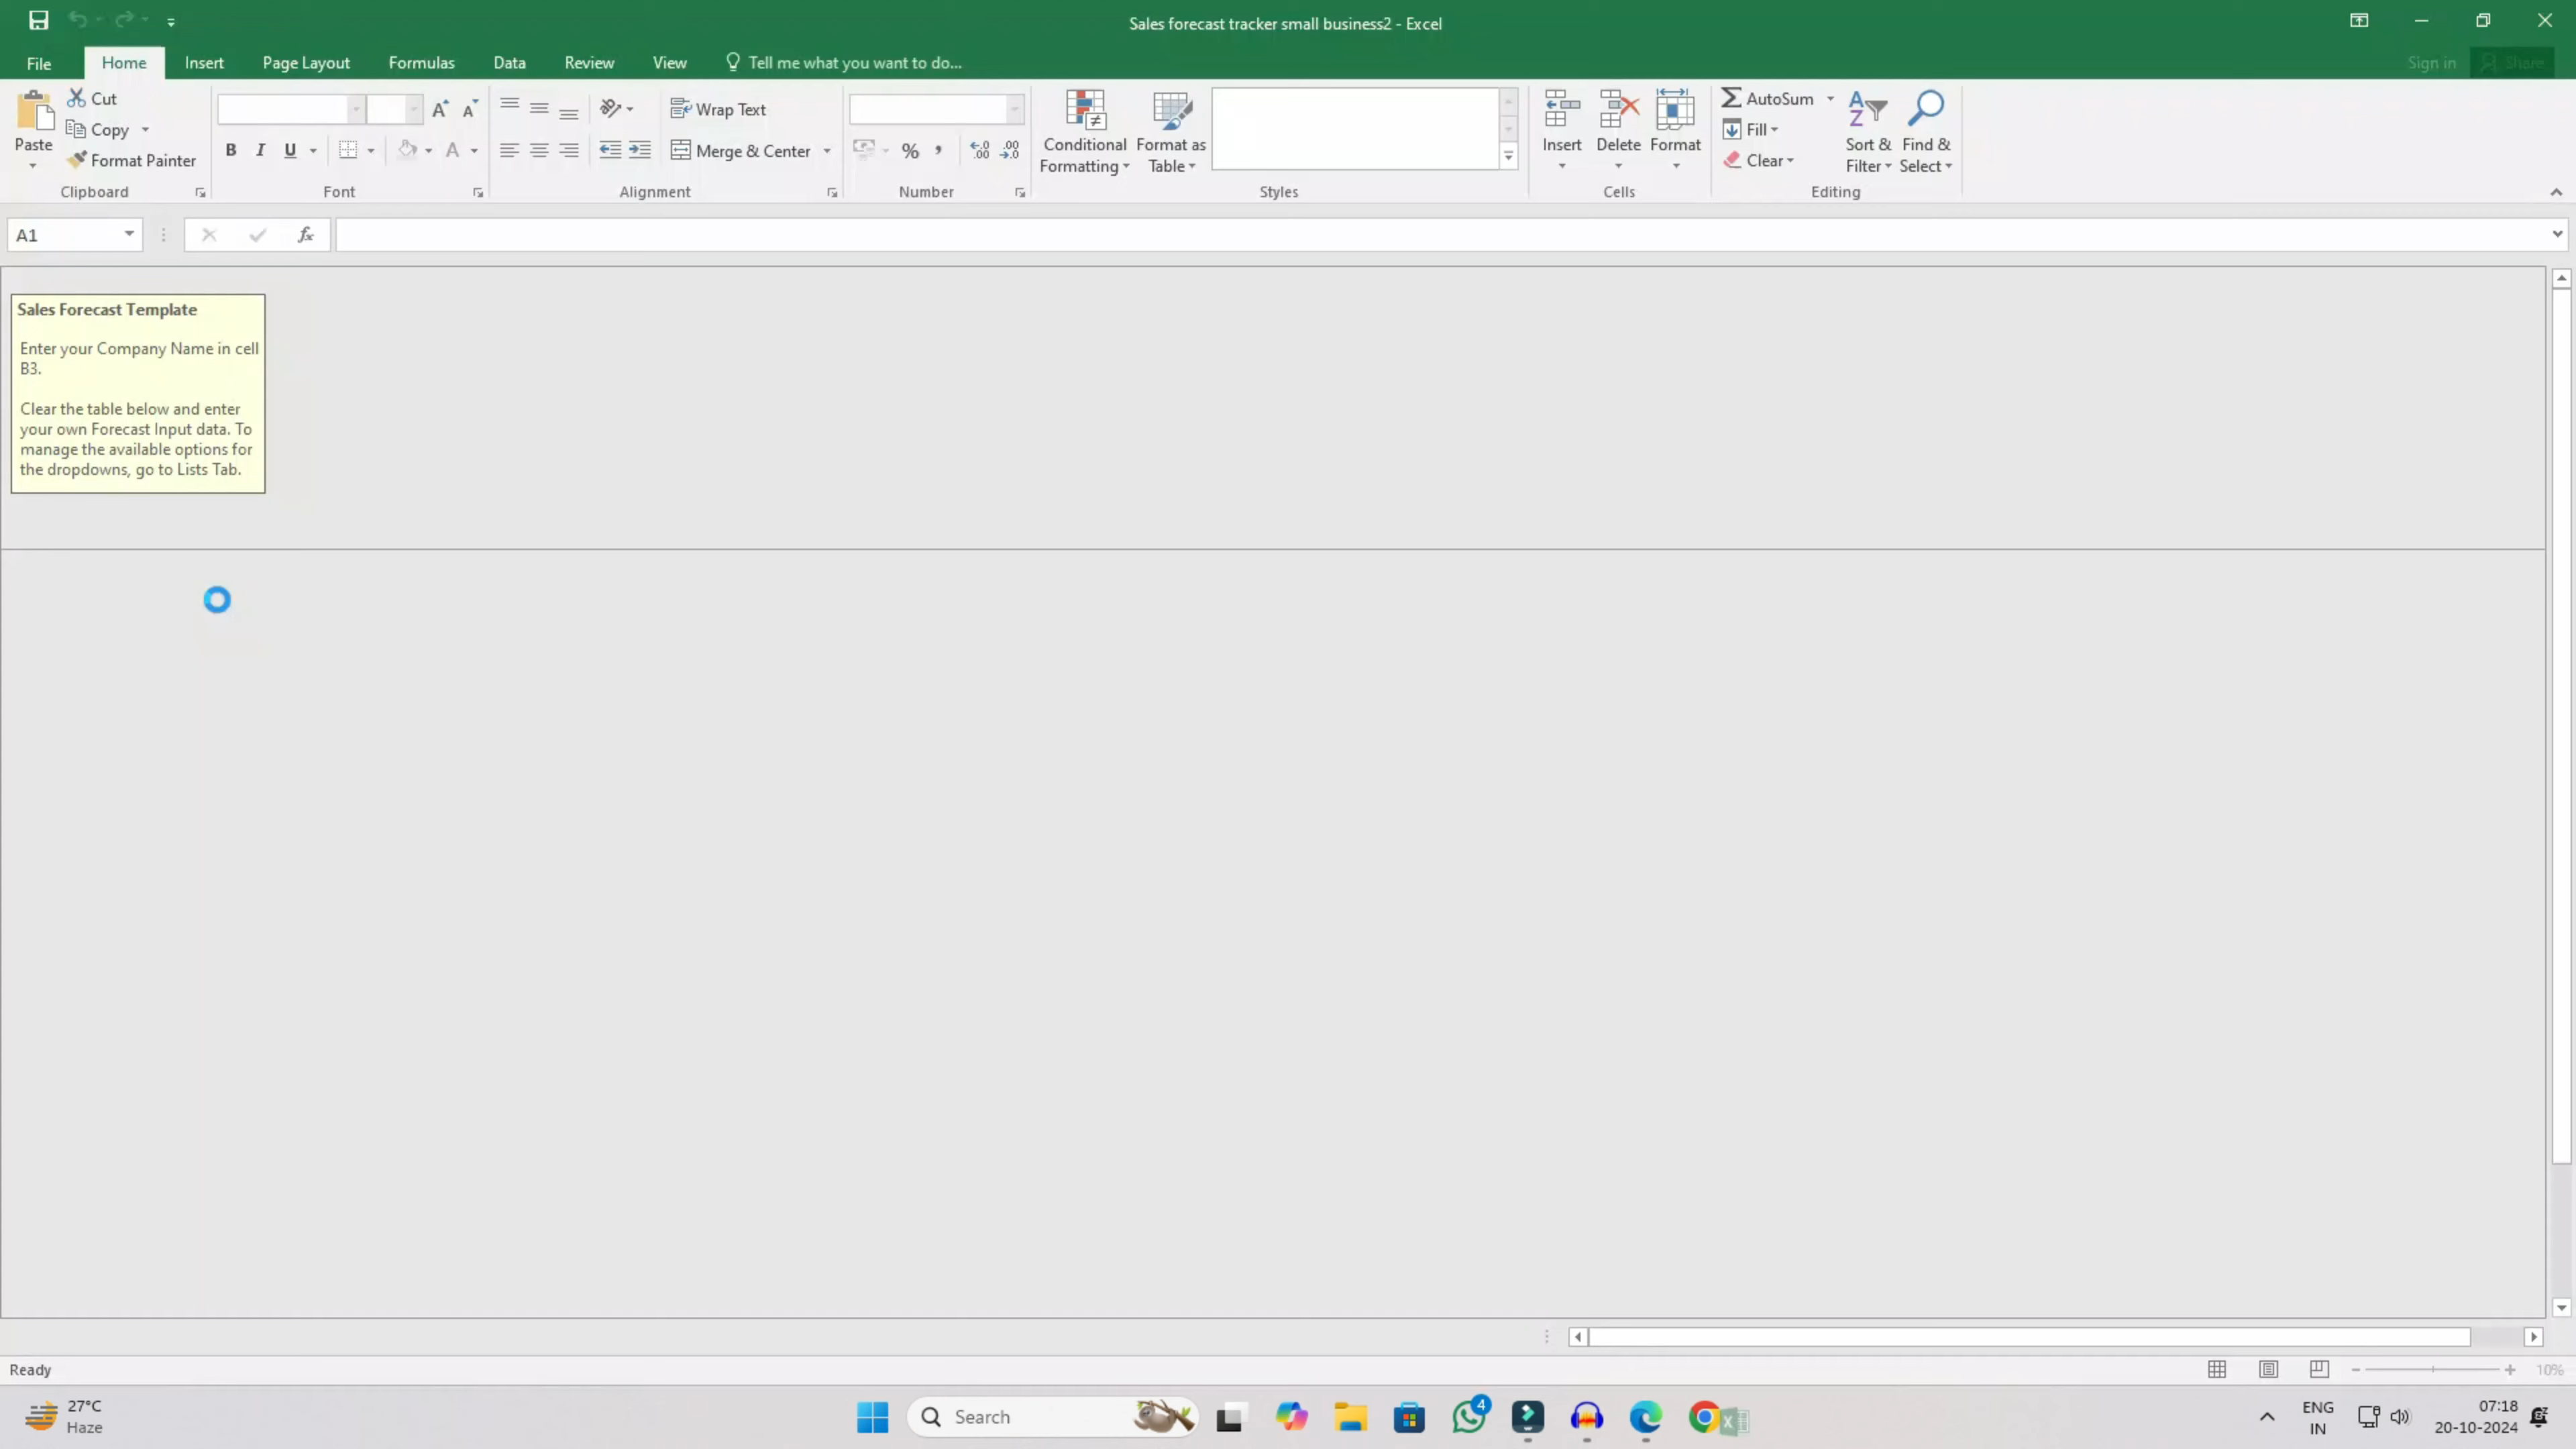 Sales forecast tracker small business2 - Excel
File Home Insert Page Layout Formulas Data Review View Tell me what you want to do... Sign in Share
Cut
Copy
Format Painter
Paste
Clipboard
B I U
A A A
Font
Wrap Text
Merge & Center
Alignment
% ,
.00 .0
Number
Conditional Formatting
Format as Table
Styles
Insert
Delete
Format
Cells
AutoSum
Fill
Clear
Sort & Filter
Find & Select
Editing
A1
fx
Sales Forecast Template
Enter your Company Name in cell
B3.
Clear the table below and enter
your own Forecast Input data. To
manage the available options for
the dropdowns, go to Lists Tab.
Ready
10%
27°C
Haze
Search
4
ENG
IN
07:18
20-10-2024